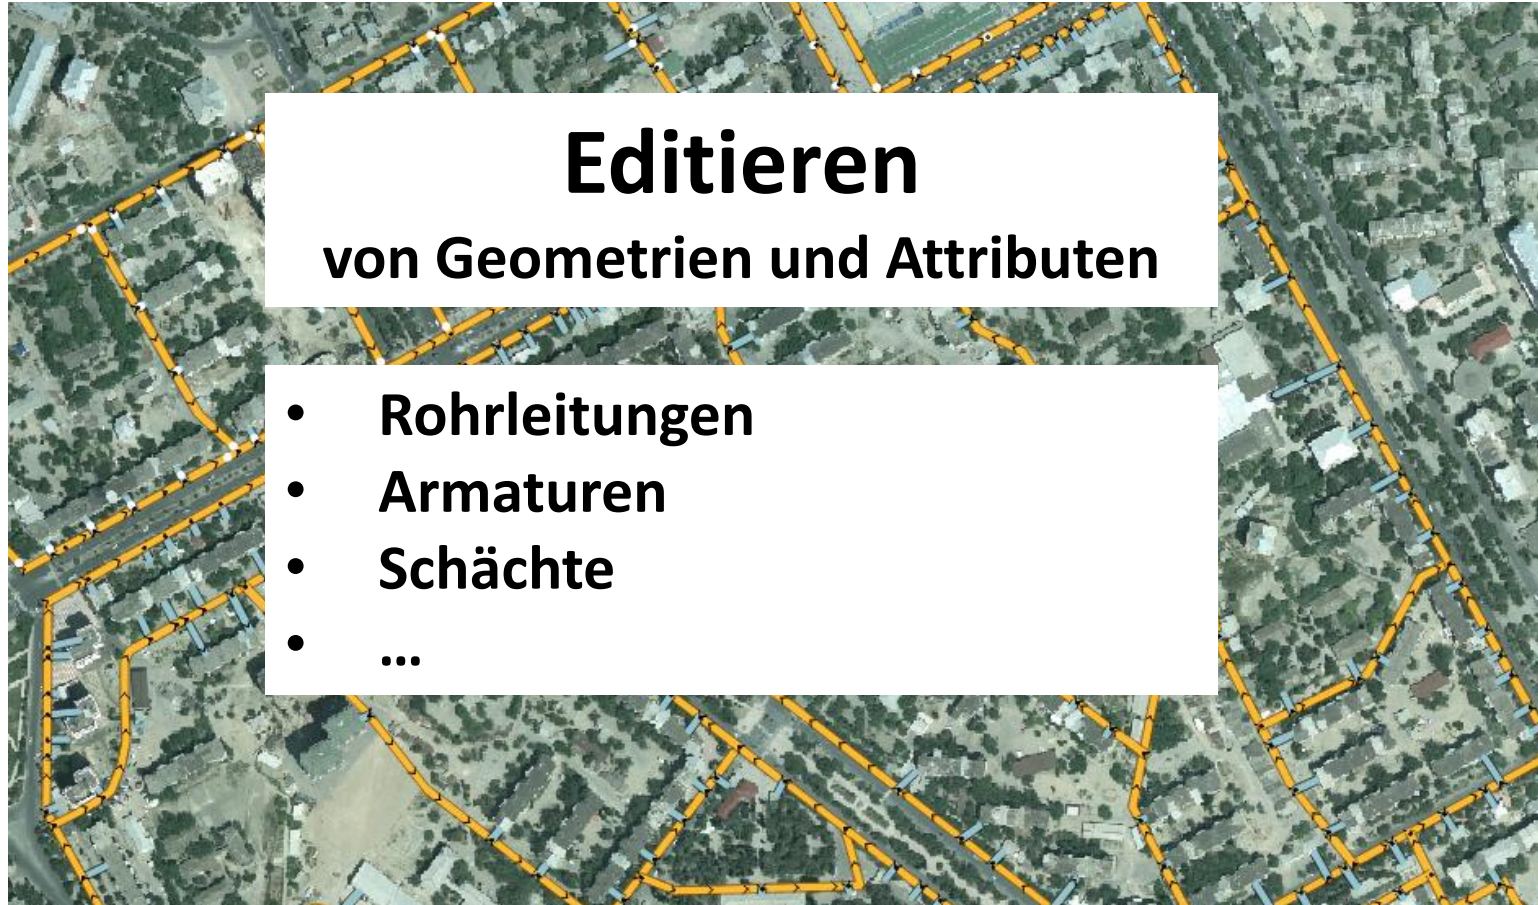 Editieren
von Geometrien und Attributen
• Rohrleitungen
• Armaturen
• Schächte
• …